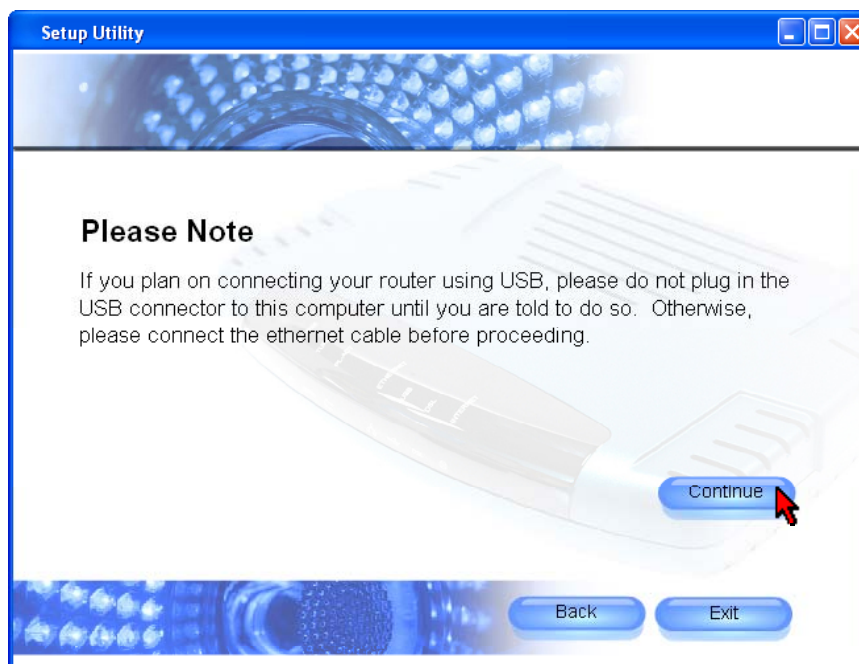 Setup Utility
Please Note
If you plan on connecting your router using USB, please do not plug in the
USB connector to this computer until you are told to do so. Otherwise,
please connect the ethernet cable before proceeding.
Continue
Back
Exit